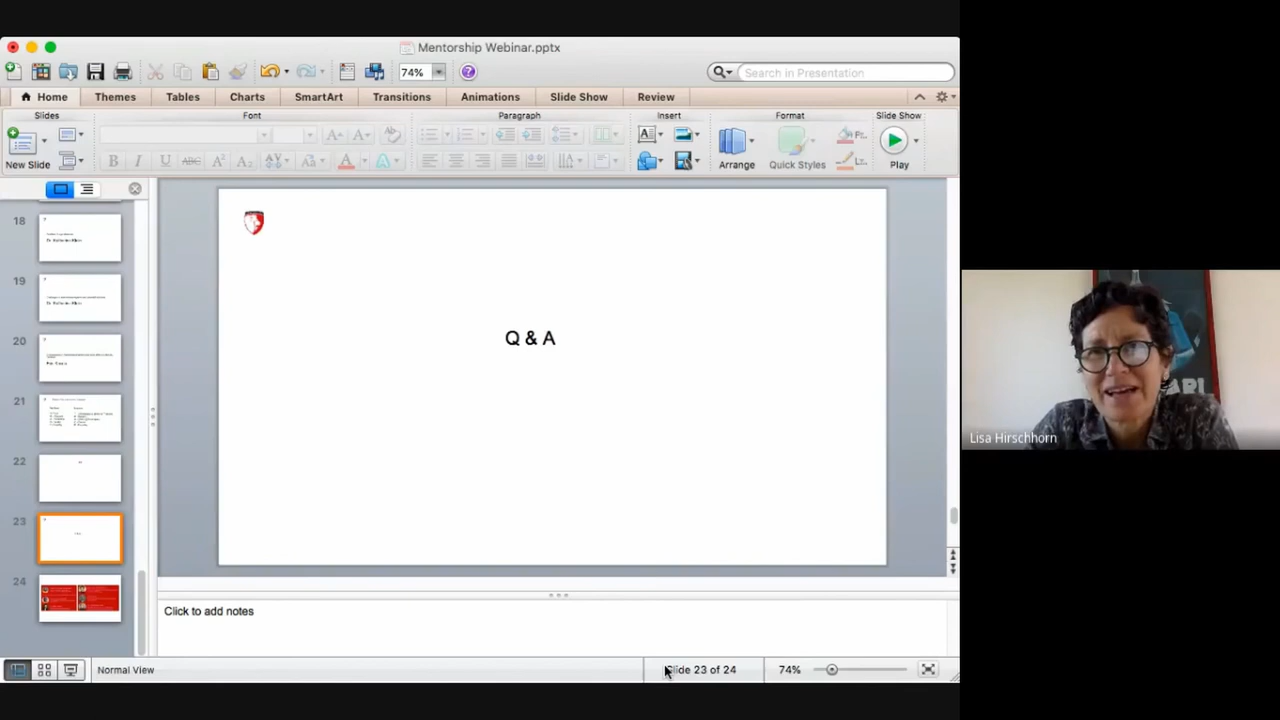 Mentorship Webinar.pptx
74%
Search in Presentation
Home Themes Tables Charts SmartArt Transitions Animations Slide Show Review
Slides Font Paragraph Insert Format Slide Show
New Slide
Arrange
Quick Styles
Play
18
19
20
21
22
23
24
Q & A
Lisa Hirschhorn
Click to add notes
Normal View
Slide 23 of 24
74%